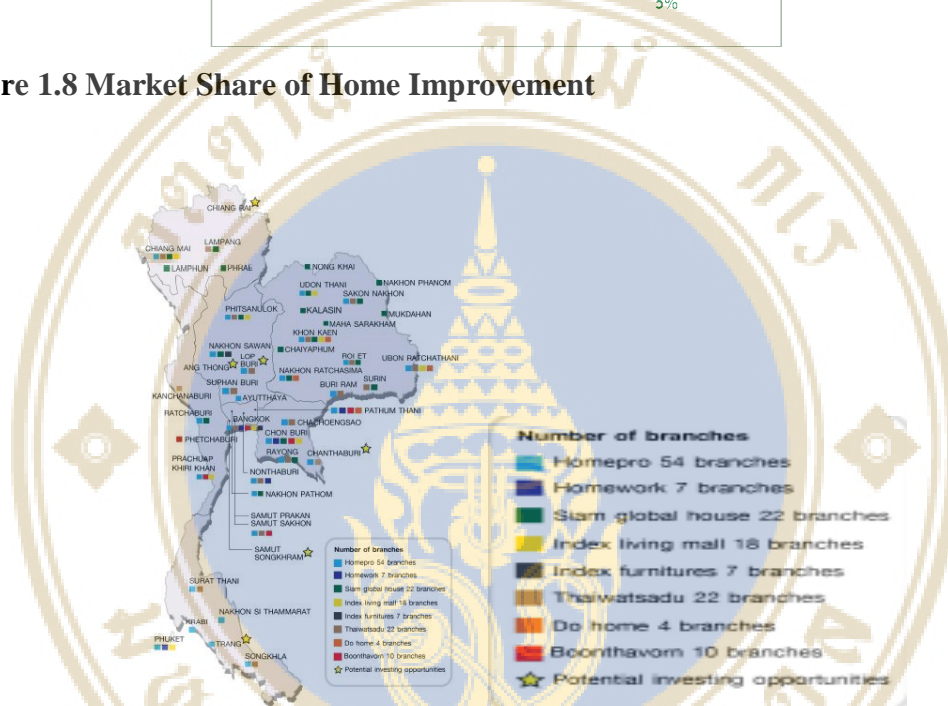 5%
re 1.8 Market Share of Home Improvement
CHIANG RAI
CHIANG MAI
LAMPANG
LAMPHUN
PHRAE
NONG KHAI
UDON THANI
NAKHON PHANOM
SAKON NAKHON
PHITSANULOK
KALASIN
MUKDAHAN
MAHA SARAKHAM
KHON KAEN
NAKHON SAWAN
CHAIYAPHUM
LOP
BURI
ROI ET
UBON RATCHATHANI
ANG THONG
NAKHON RATCHASIMA
SURIN
SUPHAN BURI
BURI RAM
KANCHANABURI
AYUTTHAYA
RATCHABURI
PATHUM THANI
BANGKOK
CHACHOENGSAO
PHETCHABURI
CHON BURI
RAYONG
CHANTHABURI
PRACHUAP
KHIRI KHAN
NONTHABURI
NAKHON PATHOM
SAMUT PRAKAN
SAMUT SAKHON
SAMUT
SONGKHRAM
SURAT THANI
NAKHON SI THAMMARAT
KRABI
PHUKET
TRANG
SONGKHLA
Number of branches
Homepro 54 branches
Homework 7 branches
Siam global house 22 branches
Index living mall 18 branches
Index furnitures 7 branches
Thaiwatsadu 22 branches
Do home 4 branches
Boonthavorn 10 branches
Potential investing opportunities
Number of branches
Homepro 54 branches
Homework 7 branches
Siam global house 22 branches
Index living mall 18 branches
Index furnitures 7 branches
Thaiwatsadu 22 branches
Do home 4 branches
Boonthavorn 10 branches
Potential investing opportunities